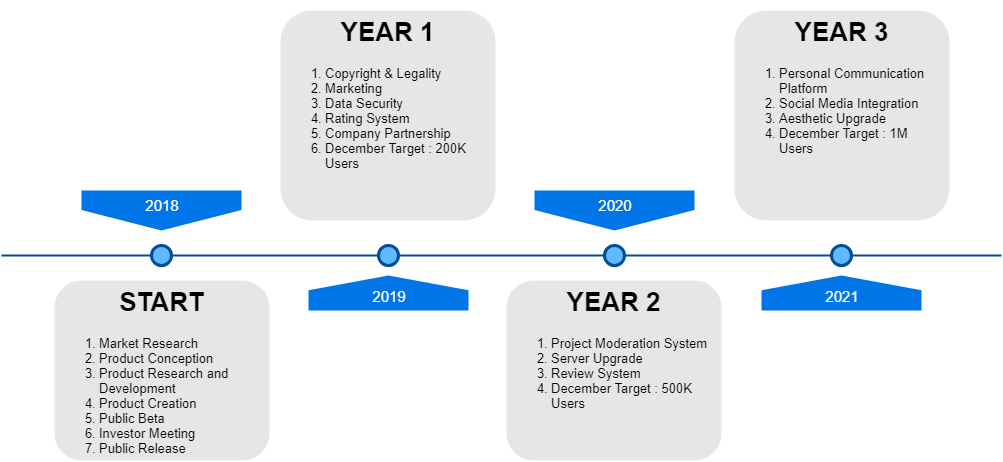 YEAR 1
1. Copyright & Legality
2. Marketing
3. Data Security
4. Rating System
5. Company Partnership
6. December Target : 200K
Users
YEAR 3
1. Personal Communication
Platform
2. Social Media Integration
3. Aesthetic Upgrade
4. December Target : 1M
Users
2018
2020
2019
2021
START
1. Market Research
2. Product Conception
3. Product Research and
Development
4. Product Creation
5. Public Beta
6. Investor Meeting
7. Public Release
YEAR 2
1. Project Moderation System
2. Server Upgrade
3. Review System
4. December Target : 500K
Users